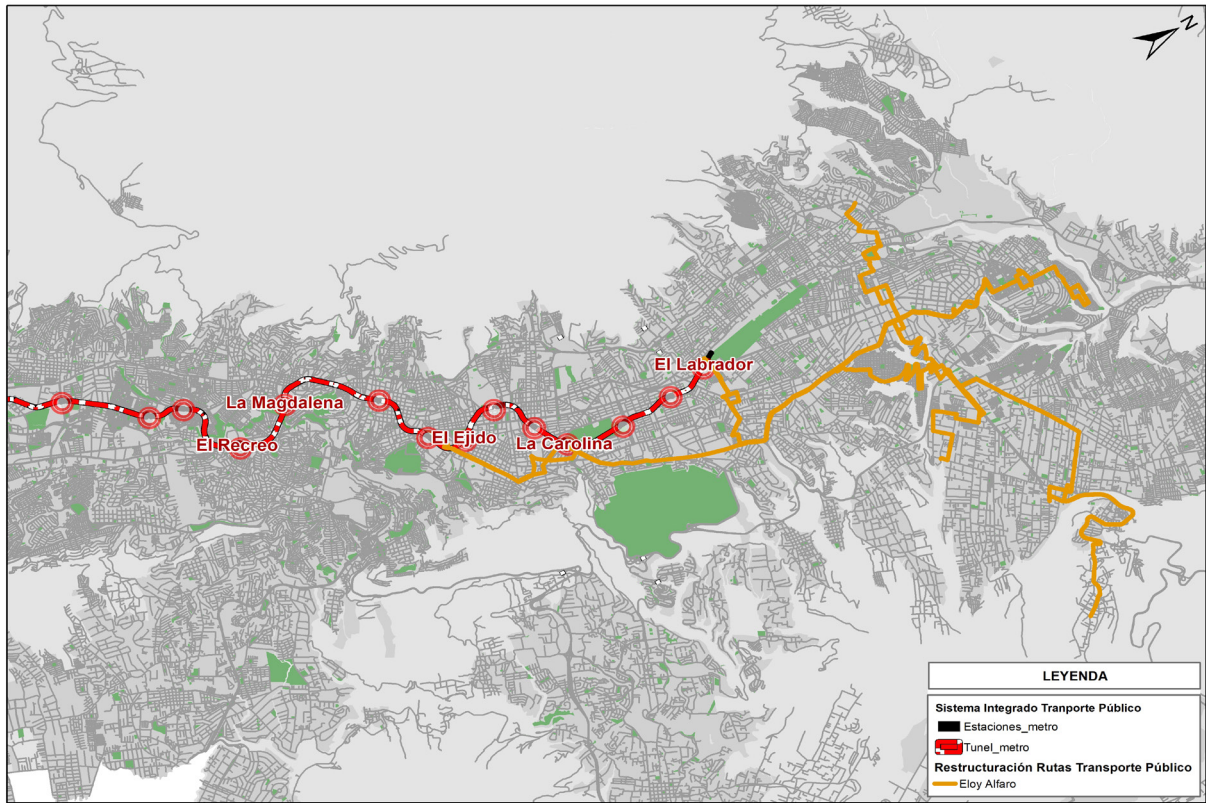 N
El Labrador
La Magdalena
El Recreo
El Ejido
La Carolina
LEYENDA
Sistema Integrado Tranporte Público
Estaciones_metro
Tunel_metro
Restructuración Rutas Transporte Público
Eloy Alfaro